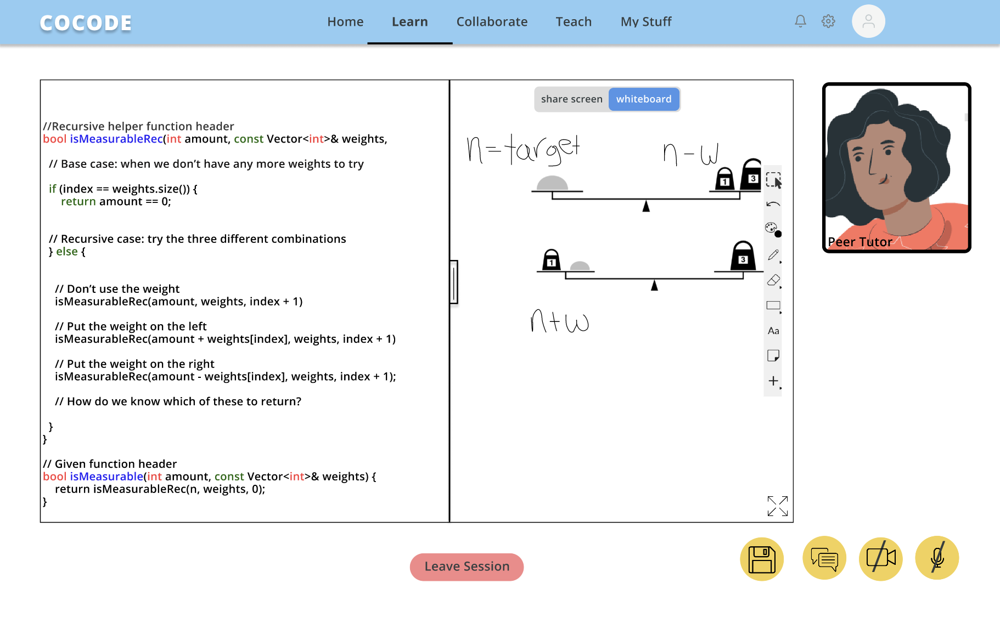 COCODE
Home Learn Collaborate Teach My Stuff
//Recursive helper function header
bool isMeasurableRec(int amount, const Vector<int>& weights,
// Base case: when we don’t have any more weights to try
if (index == weights.size()) {
return amount == 0;
// Recursive case: try the three different combinations
} else {
// Don’t use the weight
isMeasurableRec(amount, weights, index + 1)
// Put the weight on the left
isMeasurableRec(amount + weights[index], weights, index + 1)
// Put the weight on the right
isMeasurableRec(amount - weights[index], weights, index + 1);
// How do we know which of these to return?
}
}
// Given function header
bool isMeasurable(int amount, const Vector<int>& weights) {
return isMeasurableRec(n, weights, 0);
}
share screen whiteboard
n=target
n-w
1 3
1 3
n+w
Aa
Peer Tutor
Leave Session